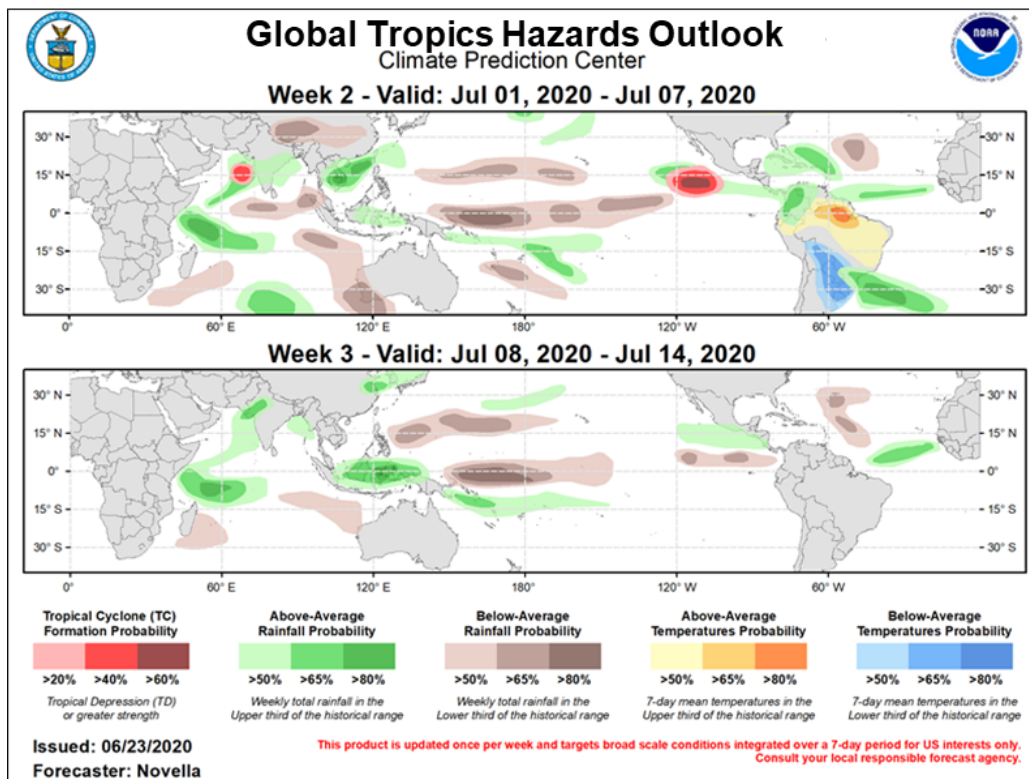 Global Tropics Hazards Outlook
Climate Prediction Center
NOAA
Week 2 - Valid: Jul 01, 2020 - Jul 07, 2020
30° N 30° N
15° N 15° N
0° 0°
15° S 15° S
30° S 30° S
0° 60° E 120° E 180° 120° W 60° W
Week 3 - Valid: Jul 08, 2020 - Jul 14, 2020
30° N 30° N
15° N 15° N
0° 0°
15° S 15° S
30° S 30° S
0° 60° E 120° E 180° 120° W 60° W
Tropical Cyclone (TC) Above-Average Below-Average Above-Average Below-Average
Formation Probability Rainfall Probability Rainfall Probability Temperatures Probability Temperatures Probability
>20% >40% >60% >50% >65% >80% >50% >65% >80% >50% >65% >80% >50% >65% >80%
Tropical Depression (TD) Weekly total rainfall in the Weekly total rainfall in the 7-day mean temperatures in the 7-day mean temperatures in the
or greater strength Upper third of the historical range Lower third of the historical range Upper third of the historical range Lower third of the historical range
Issued: 06/23/2020
Forecaster: Novella
This product is updated once per week and targets broad scale conditions integrated over a 7-day period for US interests only.
Consult your local responsible forecast agency.